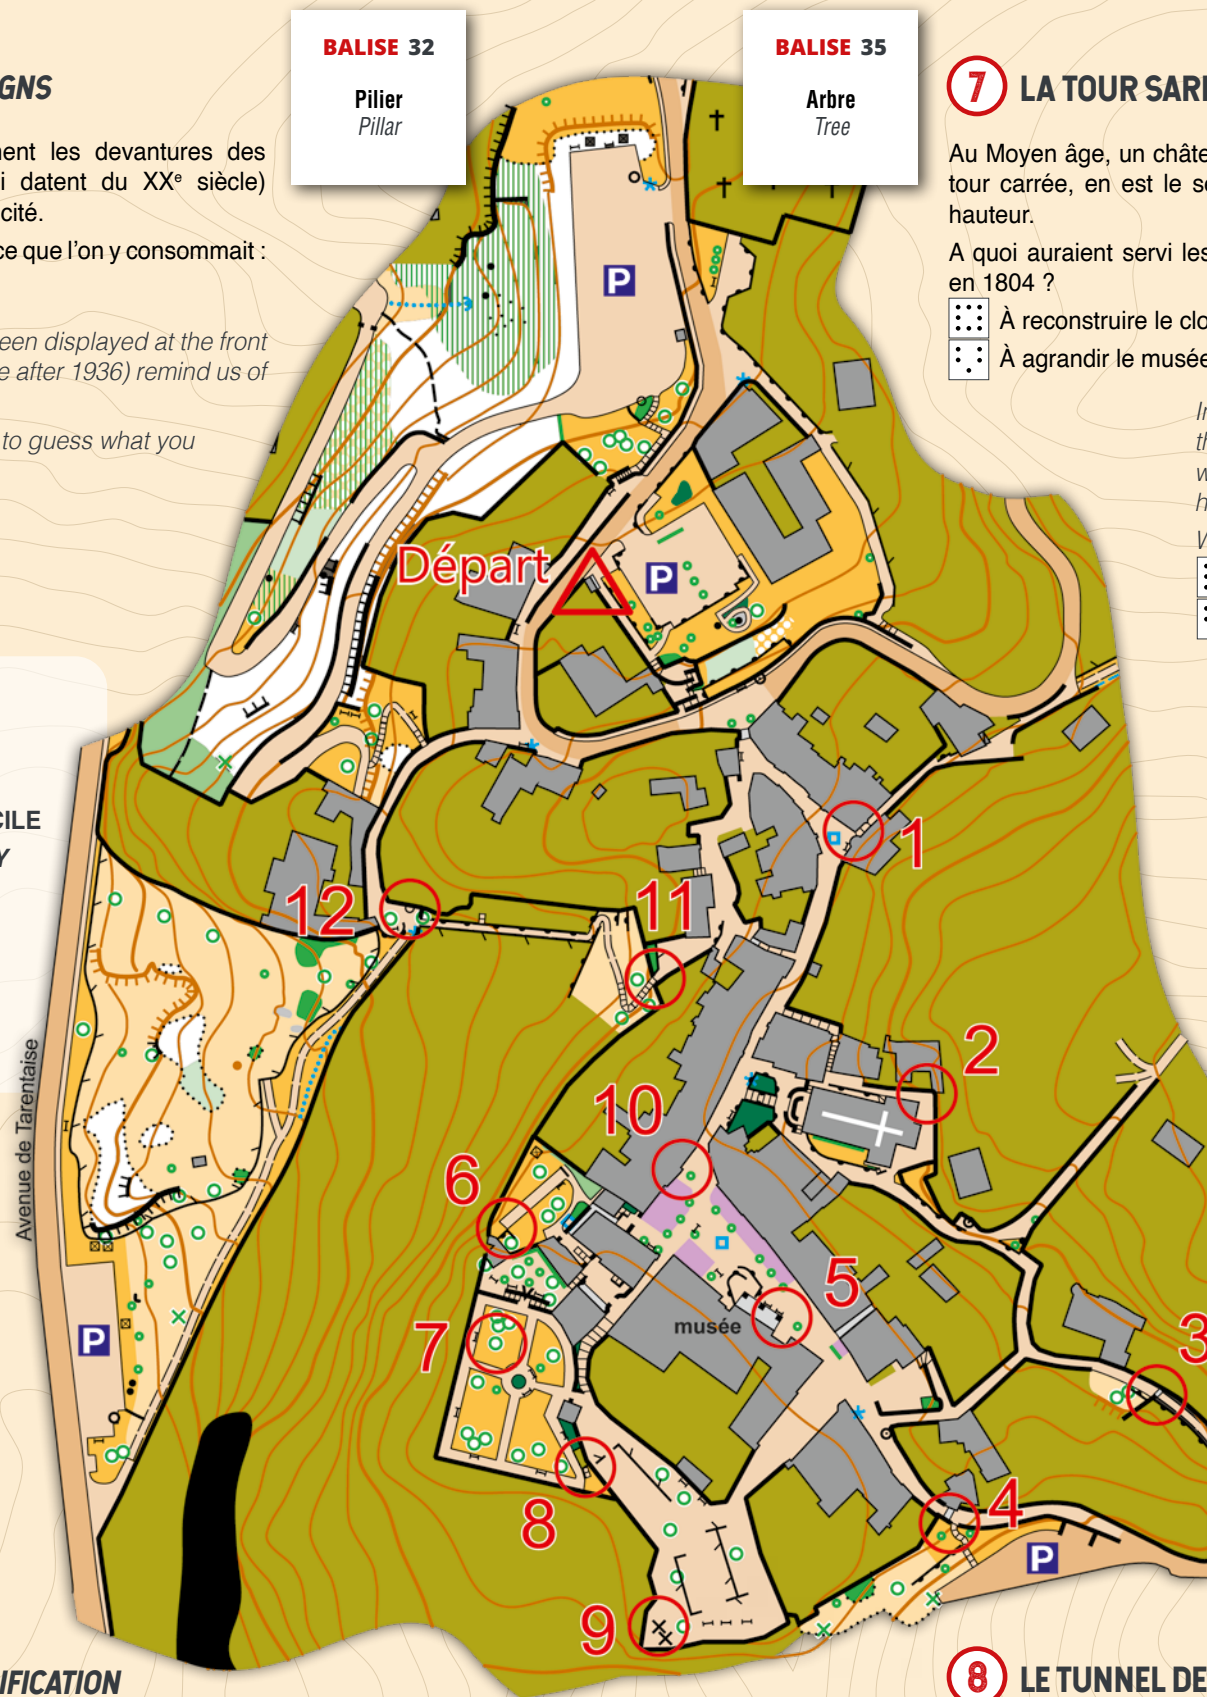 BALISE 32
Pilier
Pillar
BALISE 35
Arbre
Tree
GNS
ent les devantures des
i datent du XXe siècle)
cité.
ce que l'on y consommait :
een displayed at the front
e after 1936) remind us of
to guess what you
7 LA TOUR SARR
Au Moyen âge, un châte
tour carrée, en est le se
hauteur.
A quoi auraient servi les
en 1804 ?
À reconstruire le clo
À agrandir le musée
In
th
w
h
W
P
Départ
P
CILE
Y
1
12
11
2
Avenue de Tarentaise
10
6
5
musée
7
3
P
8
4
P
9
IFICATION
8 LE TUNNEL DE